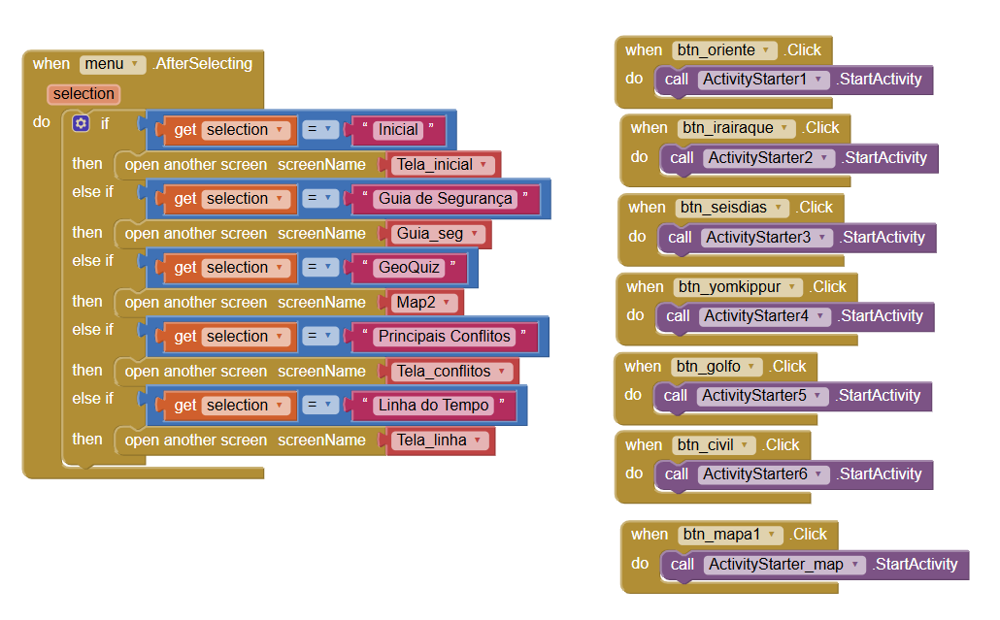 when menu .AfterSelecting
selection
do if get selection = " Inicial "
then open another screen screenName Tela_inicial
else if get selection = " Guia de Segurança "
then open another screen screenName Guia_seg
else if get selection = " GeoQuiz "
then open another screen screenName Map2
else if get selection = " Principais Conflitos "
then open another screen screenName Tela_conflitos
else if get selection = " Linha do Tempo "
then open another screen screenName Tela_linha
when btn_oriente .Click
do call ActivityStarter1 .StartActivity
when btn_irairaque .Click
do call ActivityStarter2 .StartActivity
when btn_seisdias .Click
do call ActivityStarter3 .StartActivity
when btn_yomkippur .Click
do call ActivityStarter4 .StartActivity
when btn_golfo .Click
do call ActivityStarter5 .StartActivity
when btn_civil .Click
do call ActivityStarter6 .StartActivity
when btn_mapa1 .Click
do call ActivityStarter_map .StartActivity